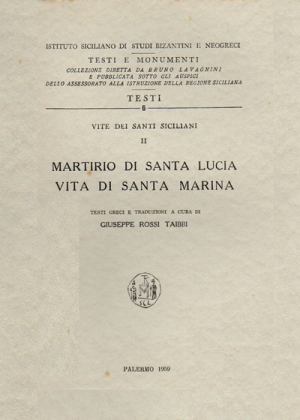 ISTITUTO SICILIANO DI STUDI BIZANTINI E NEOGRECI
TESTI E MONUMENTI
COLLEZIONE DIRETTA DA BRUNO LAVAGNINI
E PUBBLICATA SOTTO GLI AUSPICI
DELLO ASSESSORATO ALLA ISTRUZIONE DELLA REGIONE SICILIANA
TESTI
6
VITE DEI SANTI SICILIANI
II
MARTIRIO DI SANTA LUCIA
VITA DI SANTA MARINA
TESTI GRECI E TRADUZIONI A CURA DI
GIUSEPPE ROSSI TAIBBI
PALERMO 1959